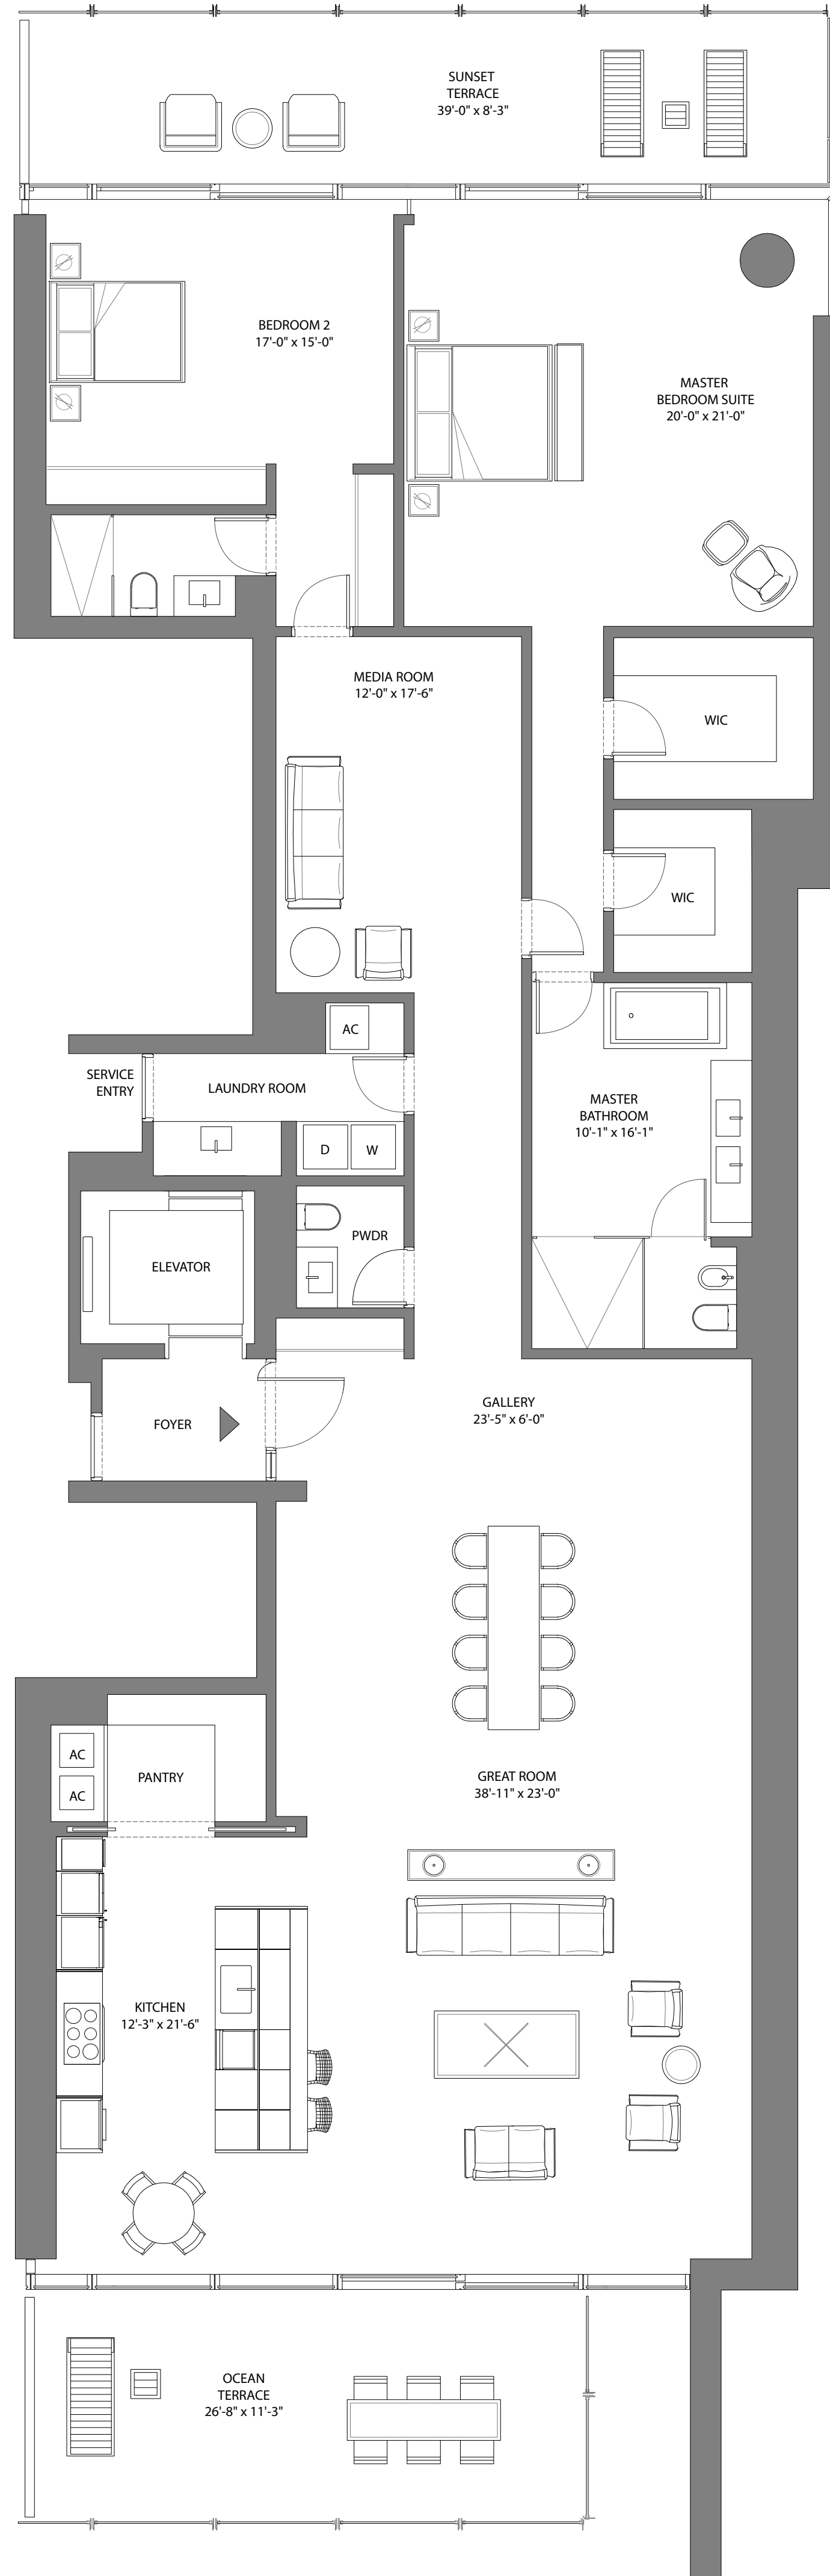 SUNSET
TERRACE
39'-0" x 8'-3"
BEDROOM 2
17'-0" x 15'-0"
MASTER
BEDROOM SUITE
20'-0" x 21'-0"
MEDIA ROOM
12'-0" x 17'-6"
WIC
WIC
AC
SERVICE
ENTRY
LAUNDRY ROOM
MASTER
BATHROOM
10'-1" x 16'-1"
D
W
PWDR
ELEVATOR
FOYER
GALLERY
23'-5" x 6'-0"
AC
AC
PANTRY
GREAT ROOM
38'-11" x 23'-0"
KITCHEN
12'-3" x 21'-6"
OCEAN
TERRACE
26'-8" x 11'-3"